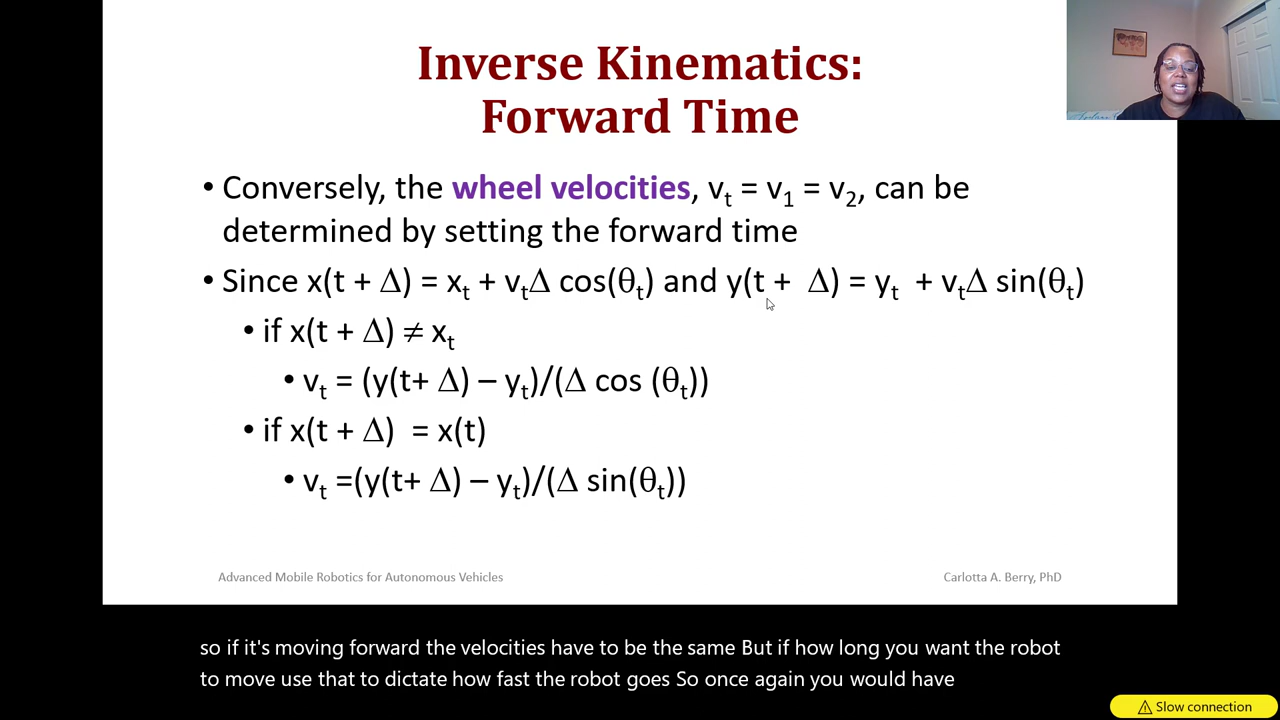 Inverse Kinematics:
Forward Time
• Conversely, the wheel velocities, vt = v1 = v2, can be
determined by setting the forward time
• Since x(t + Δ) = xt + vtΔ cos(θt) and y(t + Δ) = yt + vtΔ sin(θt)
• if x(t + Δ) ≠ xt
• vt = (y(t+ Δ) – yt)/(Δ cos (θt))
• if x(t + Δ) = x(t)
• vt =(y(t+ Δ) – yt)/(Δ sin(θt))
Advanced Mobile Robotics for Autonomous Vehicles
Carlotta A. Berry, PhD
so if it's moving forward the velocities have to be the same But if how long you want the robot
to move use that to dictate how fast the robot goes So once again you would have
Slow connection